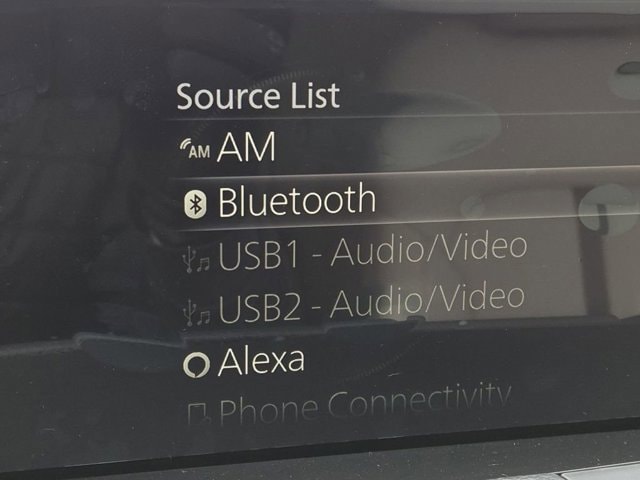 Source List
AM AM
Bluetooth
USB1 - Audio/Video
USB2 - Audio/Video
Alexa
Phone Connectivity